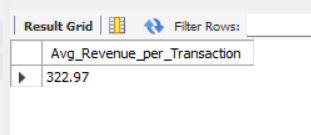 Result Grid Filter Rows:
Avg_Revenue_per_Transaction
322.97